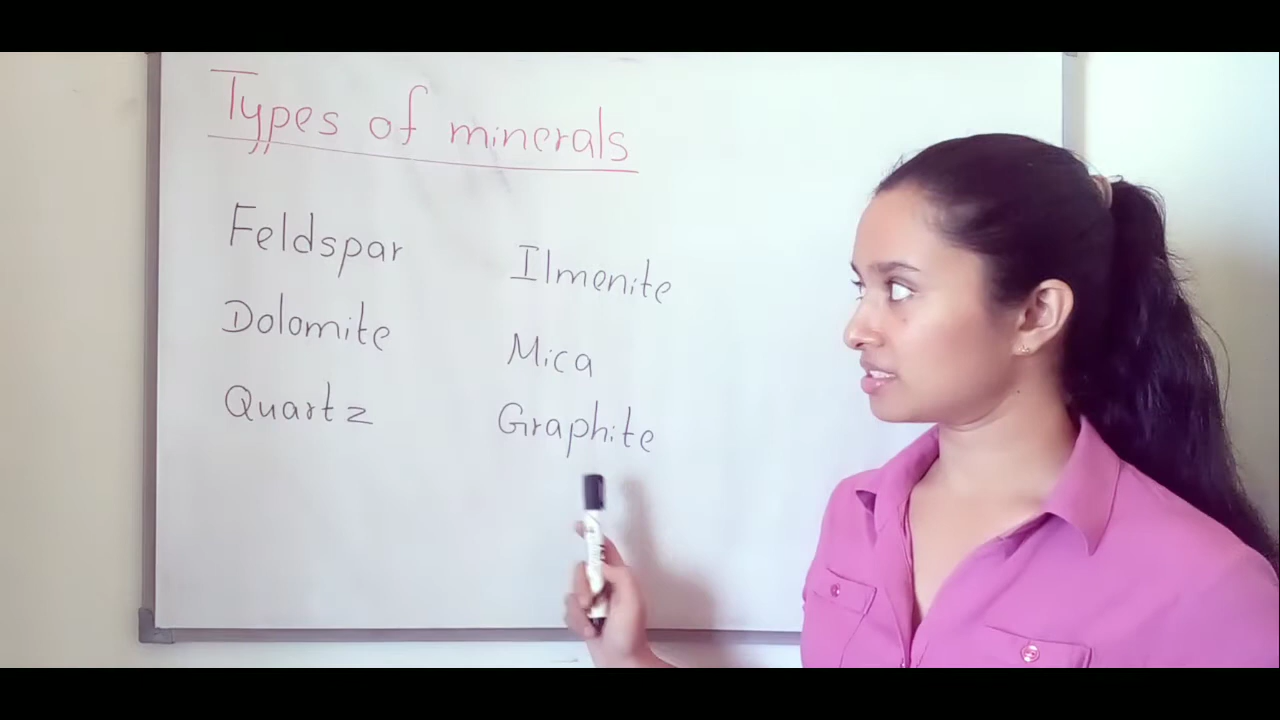 Types of minerals
Feldspar
Dolomite
Quartz
Ilmenite
Mica
Graphite